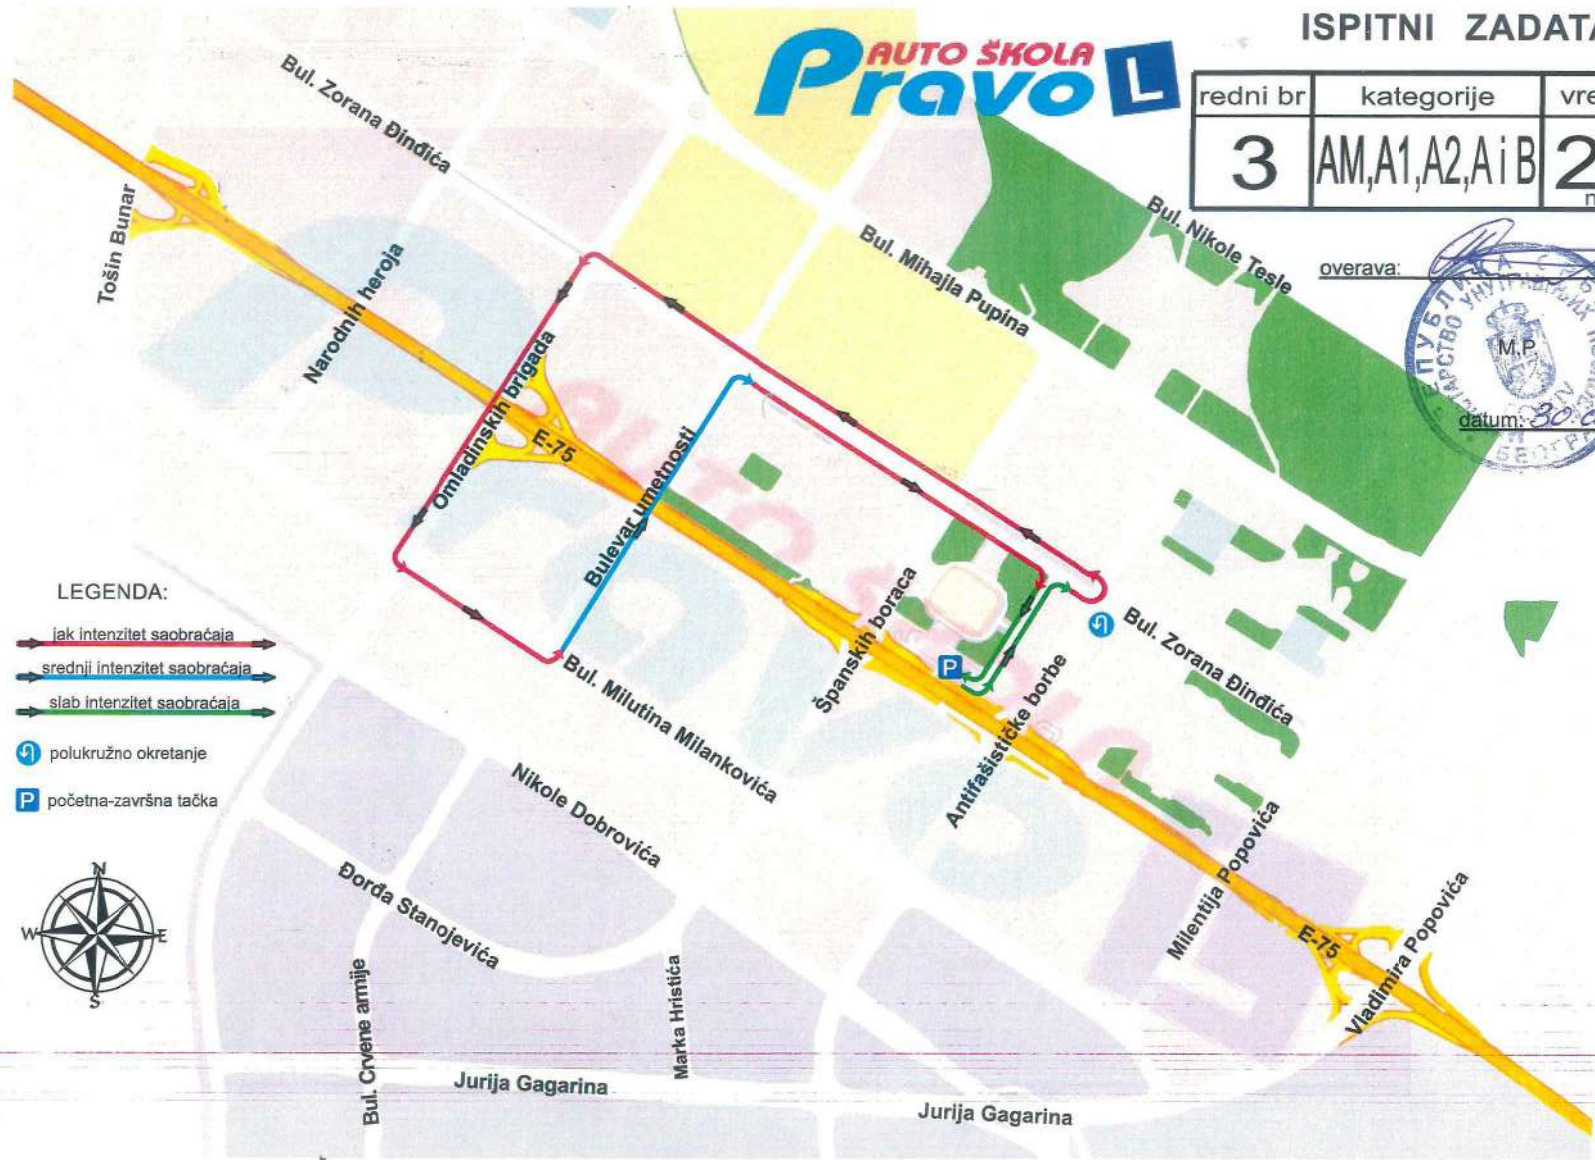 ISPITNI ZADATA
AUTO ŠKOLA
Pravo L
redni br kategorije vre
3 AM,A1,A2,A i B 2
overava:
M.P.
datum: 30.
Bul. Zorana Đinđića
Tošin Bunar
Narodnih heroja
Bul. Mihajla Pupina
Bul. Nikole Tesle
Omladinskih brigada
E-75
Bulevar umetnosti
Španskih boraca
P
Antifašističke borbe
Bul. Zorana Đinđića
Bul. Milutina Milankovića
LEGENDA:
jak intenzitet saobraćaja
srednji intenzitet saobraćaja
slab intenzitet saobraćaja
polukružno okretanje
P početna-završna tačka
Nikole Dobrovića
Đorđa Stanojevića
Bul. Crvene armije
Marka Hristića
Milentija Popovića
E-75
Vladimira Popovića
N
W E
S
Jurija Gagarina
Jurija Gagarina